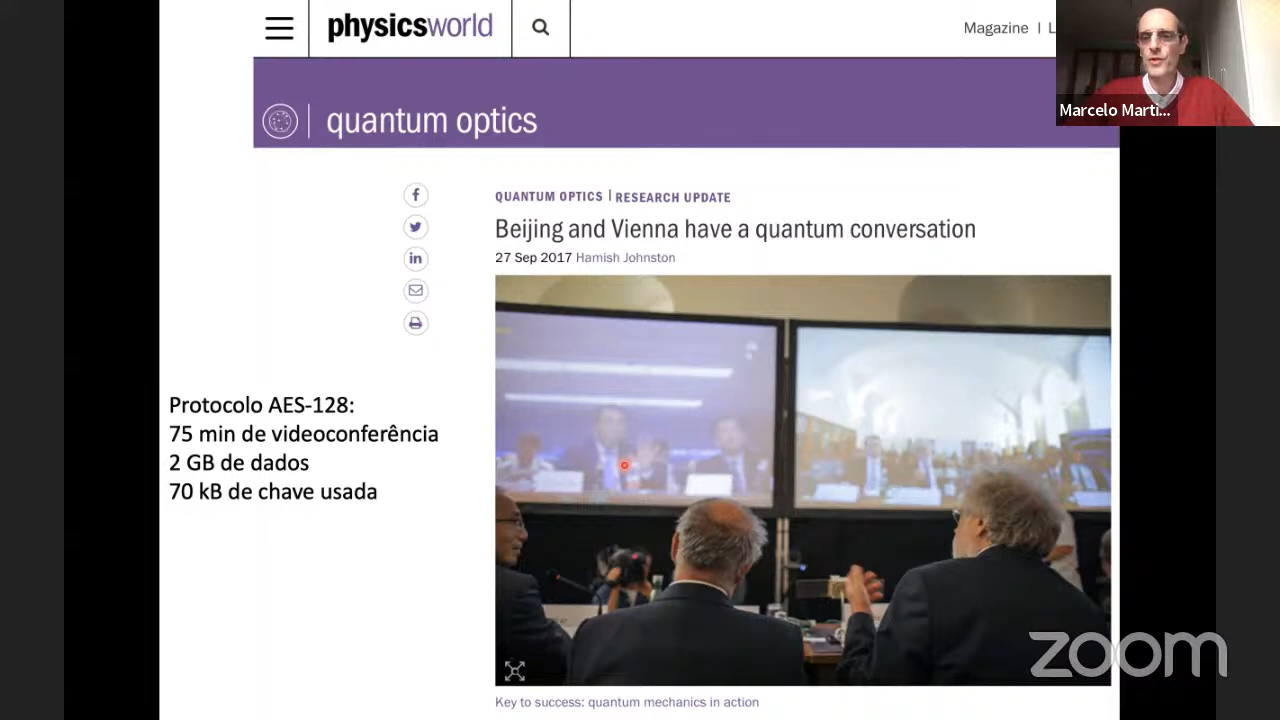 physicsworld
Magazine | L
Marcelo Marti...
quantum optics
QUANTUM OPTICS | RESEARCH UPDATE
Beijing and Vienna have a quantum conversation
27 Sep 2017 Hamish Johnston
Protocolo AES-128:
75 min de videoconferência
2 GB de dados
70 kB de chave usada
zoom
Key to success: quantum mechanics in action